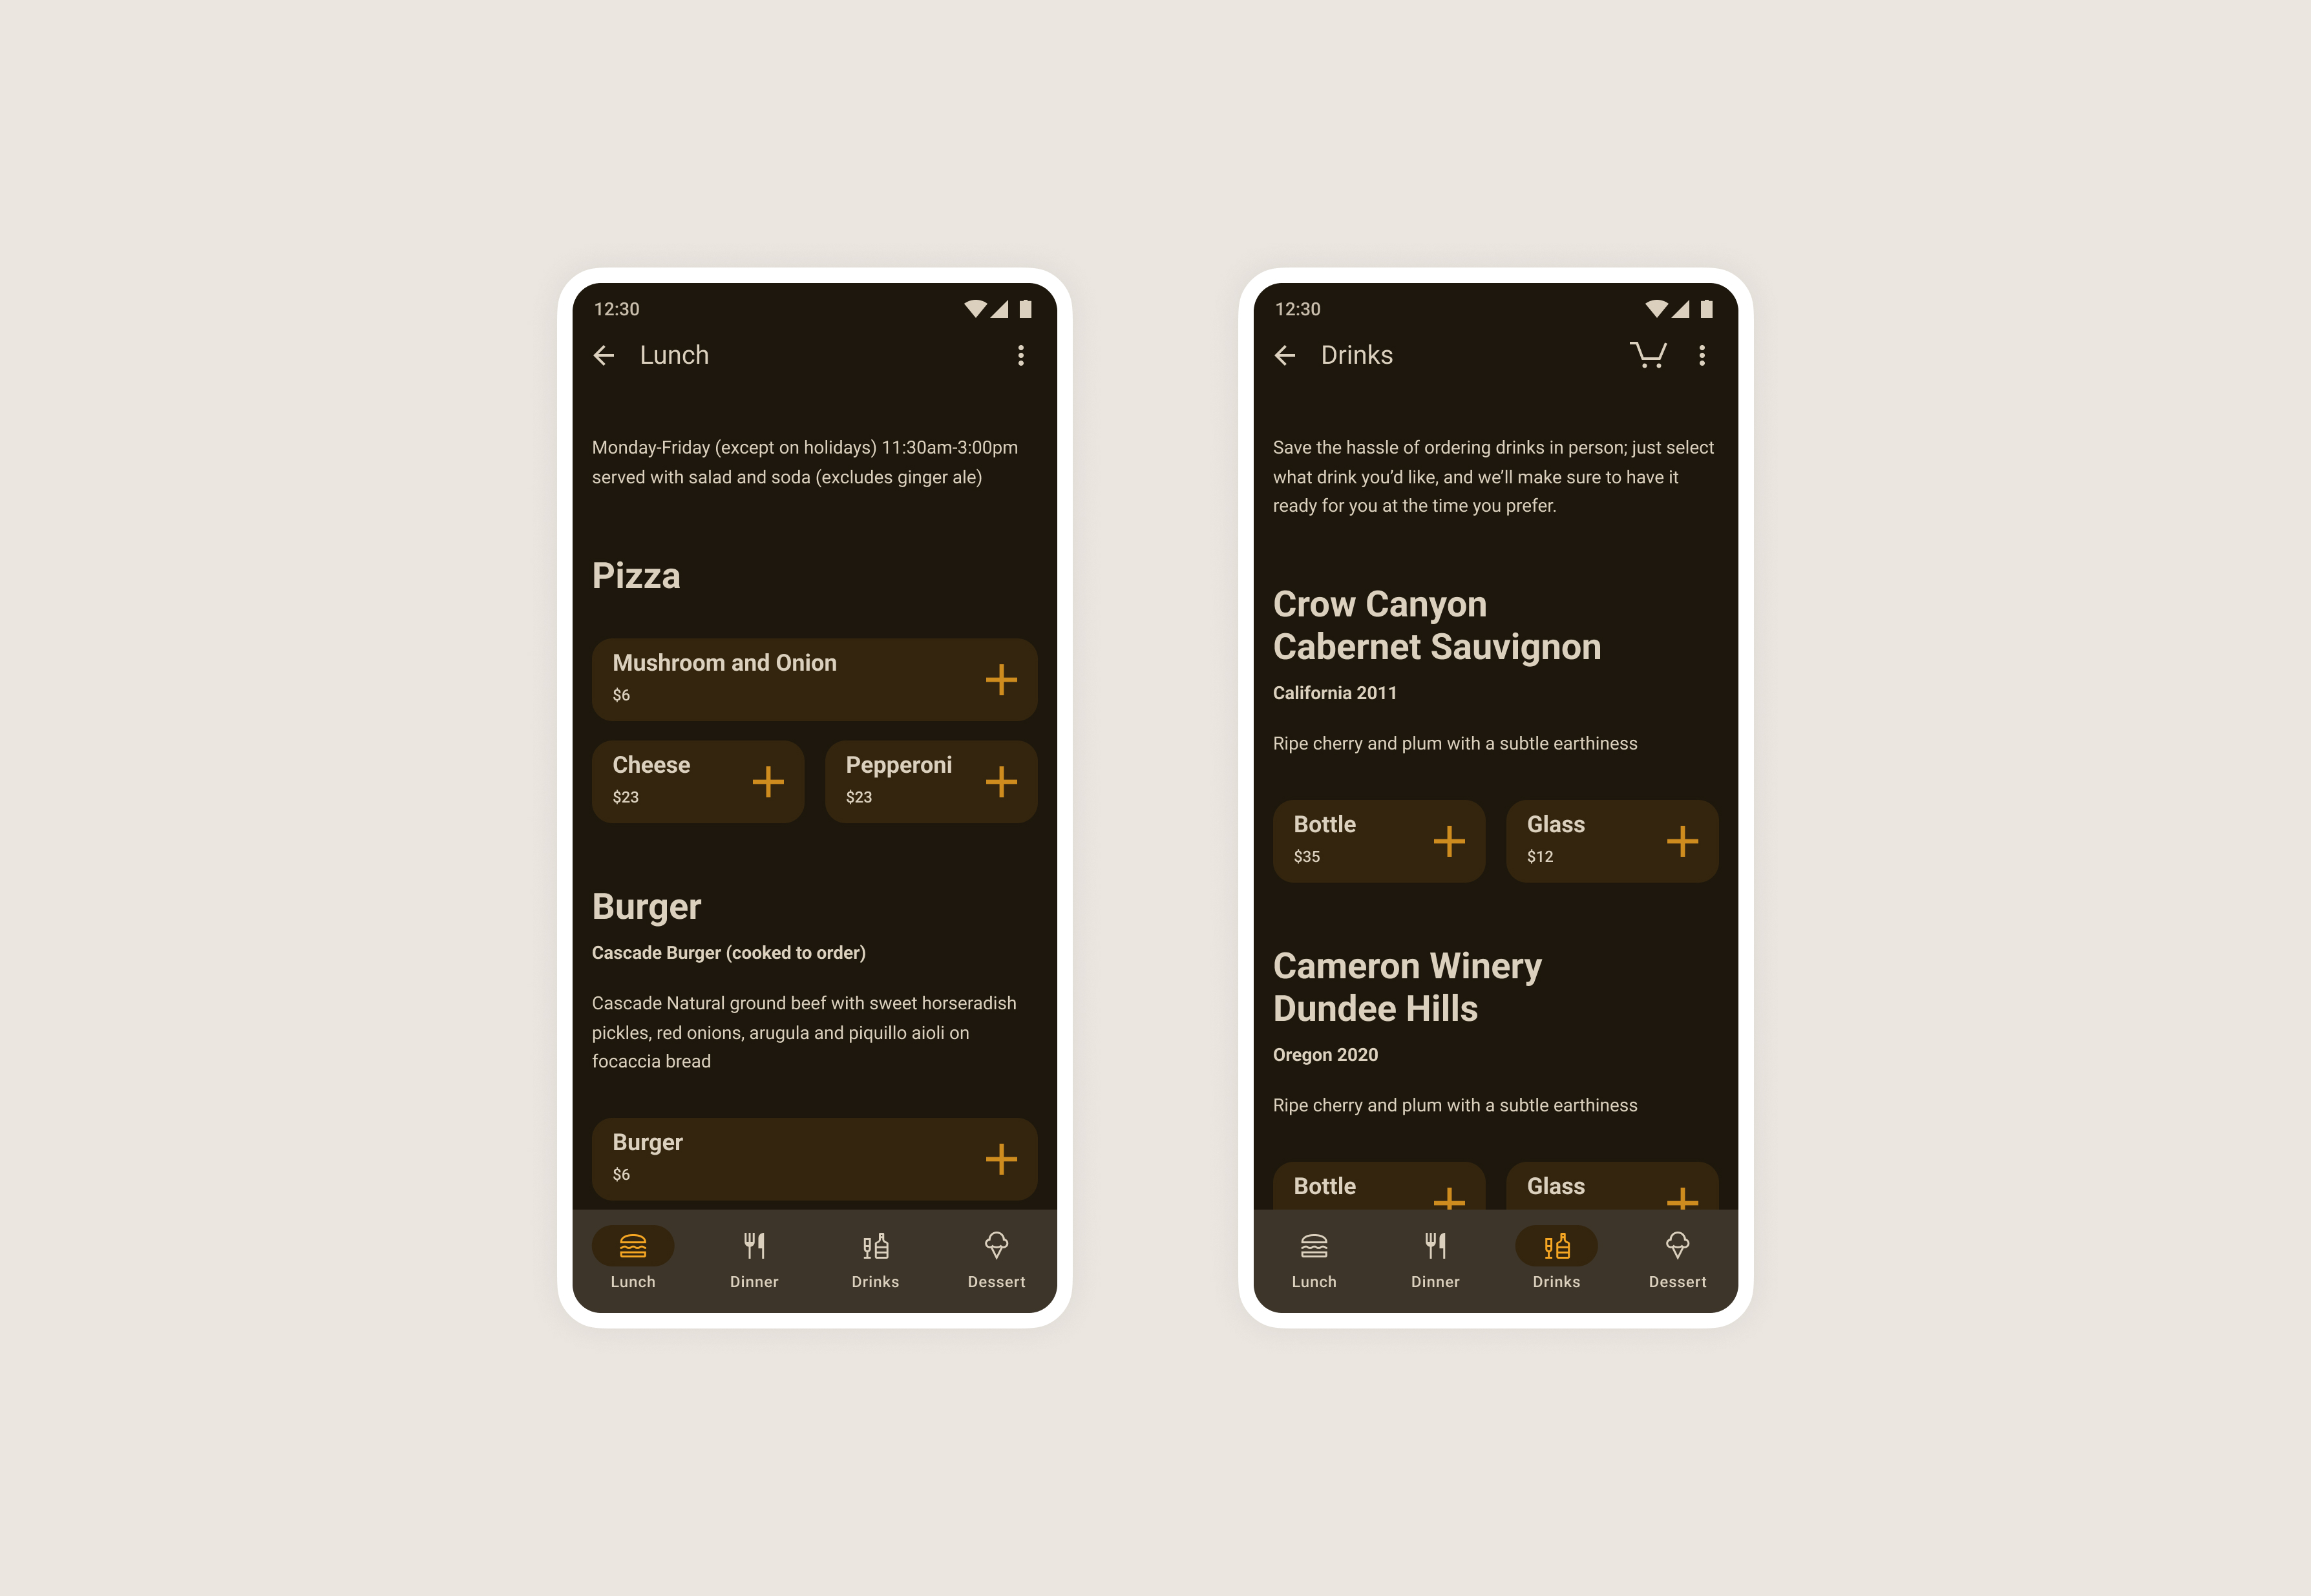 12:30
Lunch
Monday-Friday (except on holidays) 11:30am-3:00pm
served with salad and soda (excludes ginger ale)
Pizza
Mushroom and Onion
$6
Cheese
$23
Pepperoni
$23
Burger
Cascade Burger (cooked to order)
Cascade Natural ground beef with sweet horseradish
pickles, red onions, arugula and piquillo aioli on
focaccia bread
Burger
$6
Lunch
Dinner
Drinks
Dessert
12:30
Drinks
Save the hassle of ordering drinks in person; just select
what drink you’d like, and we’ll make sure to have it
ready for you at the time you prefer.
Crow Canyon
Cabernet Sauvignon
California 2011
Ripe cherry and plum with a subtle earthiness
Bottle
$35
Glass
$12
Cameron Winery
Dundee Hills
Oregon 2020
Ripe cherry and plum with a subtle earthiness
Bottle
Glass
Lunch
Dinner
Drinks
Dessert